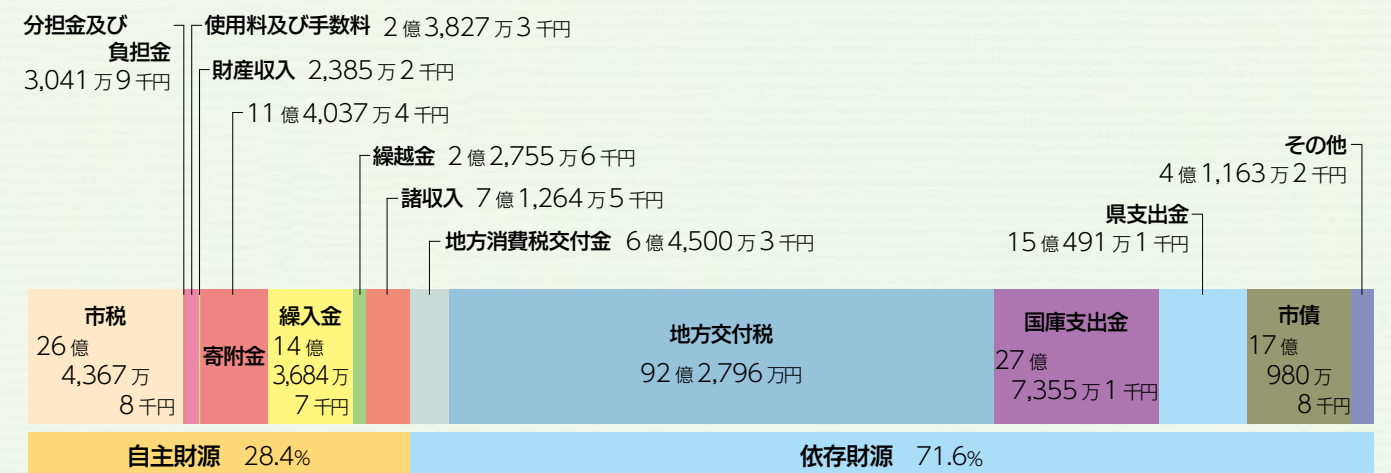 分担金及び
負担金
3,041万9千円
使用料及び手数料 2億3,827万3千円
財産収入 2,385万2千円
11億4,037万4千円
繰越金 2億2,755万6千円
諸収入 7億1,264万5千円
地方消費税交付金 6億4,500万3千円
その他
4億1,163万2千円
県支出金
15億491万1千円
市税
26億
4,367万
8千円
寄附金
繰入金
14億
3,684万
7千円
地方交付税
92億2,796万円
国庫支出金
27億
7,355万1千円
市債
17億
980万
8千円
自主財源 28.4%
依存財源 71.6%